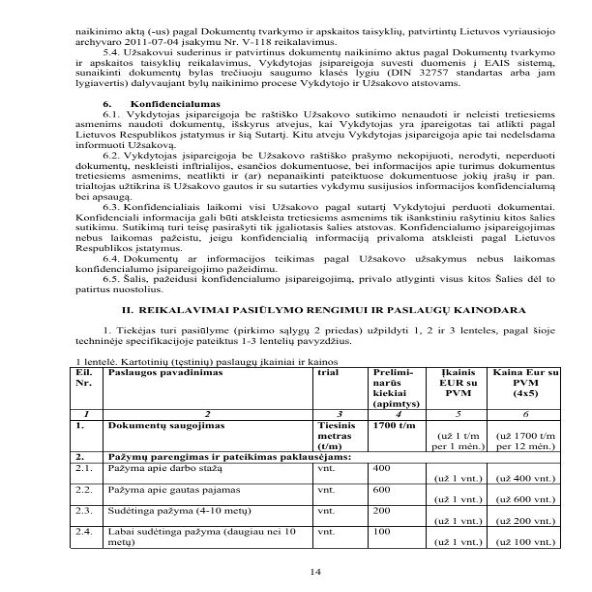 naikinimo aktą (-us) pagal Dokumentų tvarkymo ir apskaitos taisyklių, patvirtintų Lietuvos vyriausiojo
archyvaro 2011-07-04 įsakymu Nr. V-118 reikalavimus.
5.4. Užsakovui suderinus ir patvirtinus dokumentų naikinimo aktus pagal Dokumentų tvarkymo
ir apskaitos taisyklių reikalavimus, Vykdytojas įsipareigoja suvesti duomenis į EAIS sistemą,
sunaikinti dokumentų bylas trečiuoju saugumo klasės lygiu (DIN 32757 standartas arba jam
lygiavertis) dalyvaujant bylų naikinimo procese Vykdytojo ir Užsakovo atstovams.
6. Konfidencialumas
6.1. Vykdytojas įsipareigoja be raštiško Užsakovo sutikimo nenaudoti ir neleisti tretiesiems
asmenims naudoti dokumentų, išskyrus atvejus, kai Vykdytojas yra įpareigotas tai atlikti pagal
Lietuvos Respublikos įstatymus ir šią Sutartį. Kitu atveju Vykdytojas įsipareigoja apie tai nedelsdama
informuoti Užsakovą.
6.2. Vykdytojas įsipareigoja be Užsakovo raštiško prašymo nekopijuoti, nerodyti, neperduoti
dokumentų, neskleisti inftrialijos, esančios dokumentuose, bei informacijos apie turimus dokumentus
tretiesiems asmenims, neatlikti ir (ar) nepanaikinti pateiktuose dokumentuose jokių įrašų ir pan.
trialtojas užtikrina iš Užsakovo gautos ir su sutarties vykdymu susijusios informacijos konfidencialumą
bei apsaugą.
6.3. Konfidencialiais laikomi visi Užsakovo pagal sutartį Vykdytojui perduoti dokumentai.
Konfidenciali informacija gali būti atskleista tretiesiems asmenims tik išankstiniu rašytiniu kitos šalies
sutikimu. Sutikimą turi teisę pasirašyti tik įgaliotasis šalies atstovas. Konfidencialumo įsipareigojimas
nebus laikomas pažeistu, jeigu konfidencialią informaciją privaloma atskleisti pagal Lietuvos
Respublikos įstatymus.
6.4. Dokumentų ar informacijos teikimas pagal Užsakovo užsakymus nebus laikomas
konfidencialumo įsipareigojimo pažeidimu.
6.5. Šalis, pažeidusi konfidencialumo įsipareigojimą, privalo atlyginti visus kitos Šalies dėl to
patirtus nuostolius.
II. REIKALAVIMAI PASIŪLYMO RENGIMUI IR PASLAUGŲ KAINODARA
1. Tiekėjas turi pasiūlyme (pirkimo sąlygų 2 priedas) užpildyti 1, 2 ir 3 lenteles, pagal šioje
techninėje specifikacijoje pateiktus 1-3 lentelių pavyzdžius.
1 lentelė. Kartotinių (tęstinių) paslaugų įkainiai ir kainos
Eil. Nr. Paslaugos pavadinimas trial Prelimi-narūs kiekiai (apimtys) Įkainis EUR su PVM Kaina Eur su PVM (4x5)
1 2 3 4 5 6
1. Dokumentų saugojimas Tiesinis metras (t/m) 1700 t/m (už 1 t/m per 1 mėn.) (už 1700 t/m per 12 mėn.)
2. Pažymų parengimas ir pateikimas paklausėjams:
2.1. Pažyma apie darbo stažą vnt. 400 (už 1 vnt.) (už 400 vnt.)
2.2. Pažyma apie gautas pajamas vnt. 600 (už 1 vnt.) (už 600 vnt.)
2.3. Sudėtinga pažyma (4-10 metų) vnt. 200 (už 1 vnt.) (už 200 vnt.)
2.4. Labai sudėtinga pažyma (daugiau nei 10 metų) vnt. 100 (už 1 vnt.) (už 100 vnt.)
14